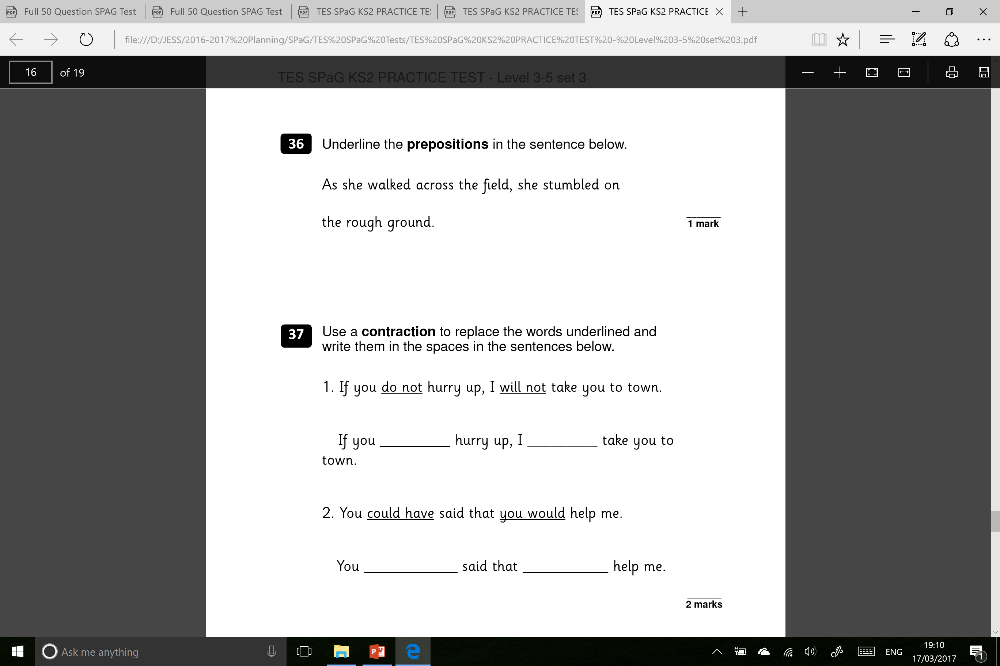 Full 50 Question SPAG Test
Full 50 Question SPAG Test
TES SPaG KS2 PRACTICE TES
TES SPaG KS2 PRACTICE TES
TES SPaG KS2 PRACTICE
file:///D:/JESS/2016-2017%20Planning/SPaG/TES%20SPaG%20Tests/TES%20SPaG%20KS2%20PRACTICE%20TEST%20-%20Level%203-5%20set%203.pdf
16 of 19
TES SPaG KS2 PRACTICE TEST - Level 3-5 set 3
36 Underline the prepositions in the sentence below.
As she walked across the field, she stumbled on
the rough ground.
1 mark
37 Use a contraction to replace the words underlined and
write them in the spaces in the sentences below.
1. If you do not hurry up, I will not take you to town.
If you _________ hurry up, I _________ take you to
town.
2. You could have said that you would help me.
You ____________ said that ___________ help me.
2 marks
Ask me anything
ENG
19:10
17/03/2017
1